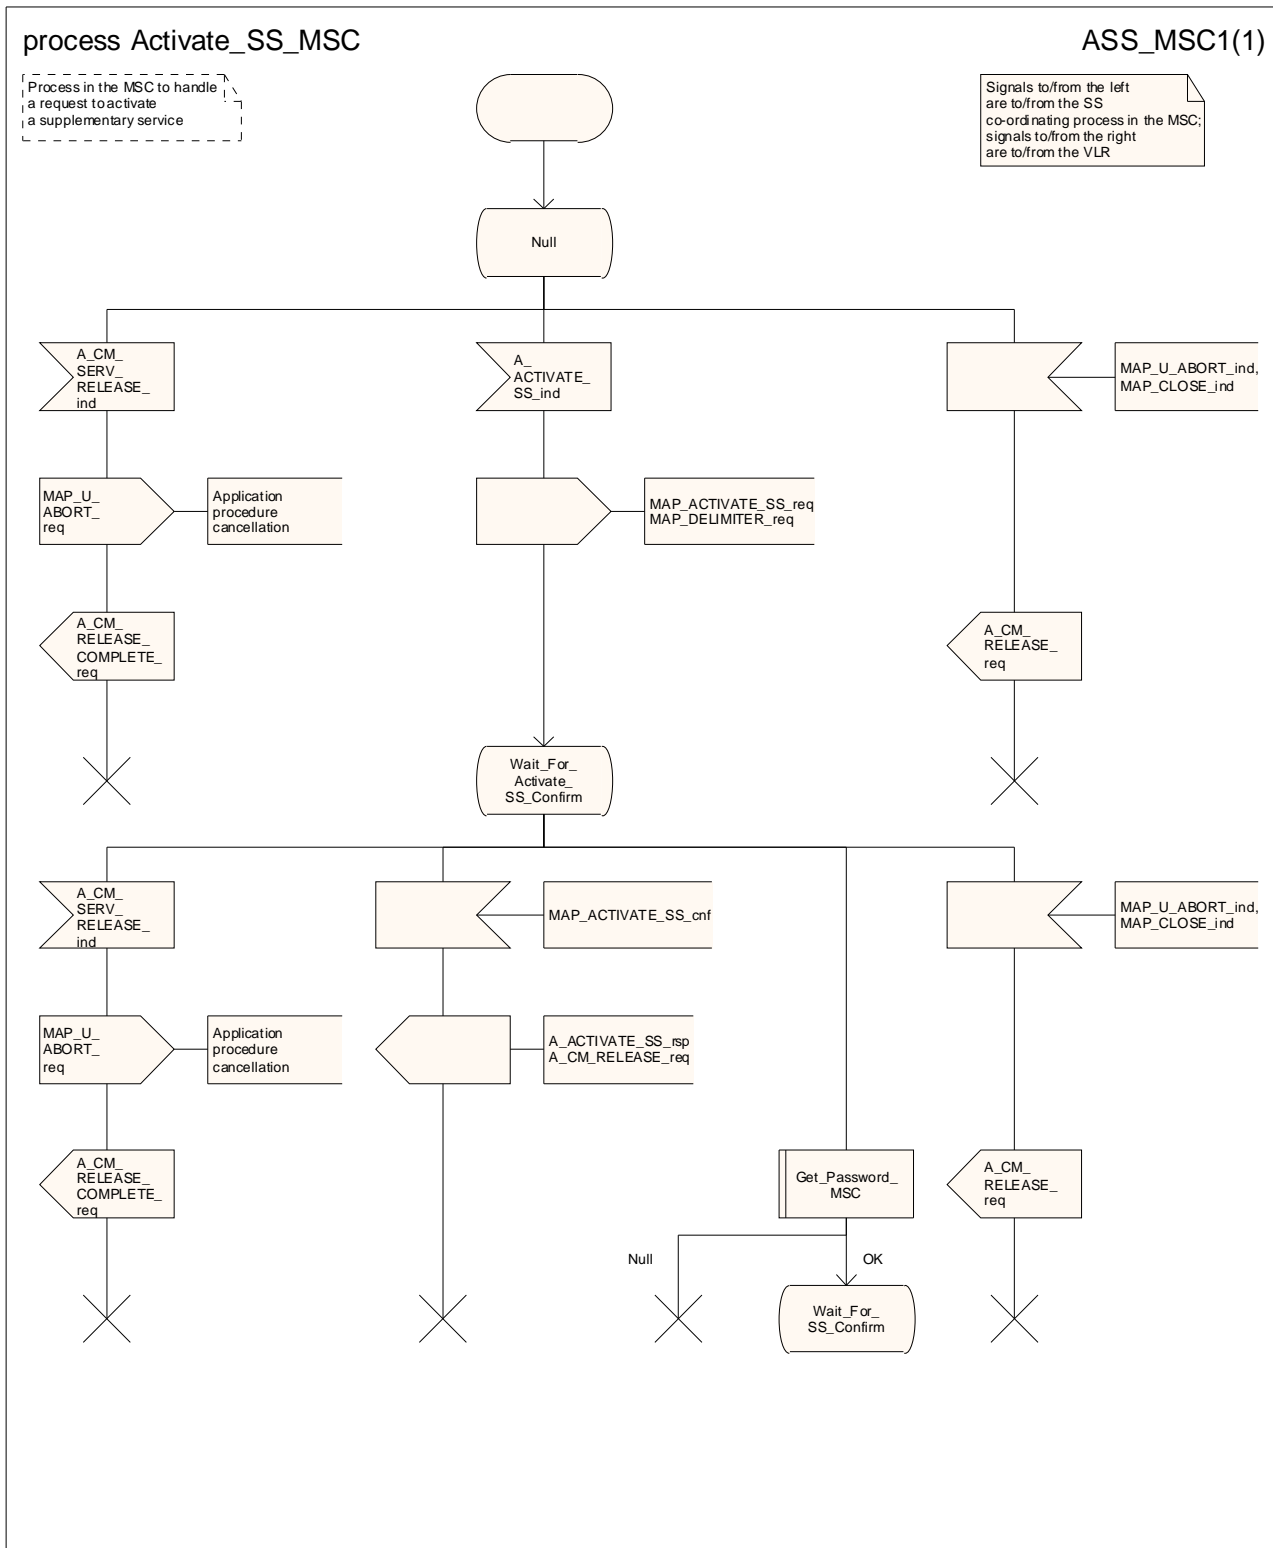 process Activate_SS_MSC
ASS_MSC1(1)
Process in the MSC to handle
a request to activate
a supplementary service
Signals to/from the left
are to/from the SS
co-ordinating process in the MSC;
signals to/from the right
are to/from the VLR
Null
A_CM_
SERV_
RELEASE_
ind
A_
ACTIVATE_
SS_ind
MAP_U_ABORT_ind,
MAP_CLOSE_ind
MAP_U_
ABORT_
req
Application
procedure
cancellation
MAP_ACTIVATE_SS_req
MAP_DELIMITER_req
A_CM_
RELEASE_
COMPLETE_
req
A_CM_
RELEASE_
req
Wait_For_
Activate_
SS_Confirm
A_CM_
SERV_
RELEASE_
ind
MAP_ACTIVATE_SS_cnf
MAP_U_ABORT_ind,
MAP_CLOSE_ind
MAP_U_
ABORT_
req
Application
procedure
cancellation
A_ACTIVATE_SS_rsp
A_CM_RELEASE_req
A_CM_
RELEASE_
COMPLETE_
req
Get_Password_
MSC
A_CM_
RELEASE_
req
Null
OK
Wait_For_
SS_Confirm